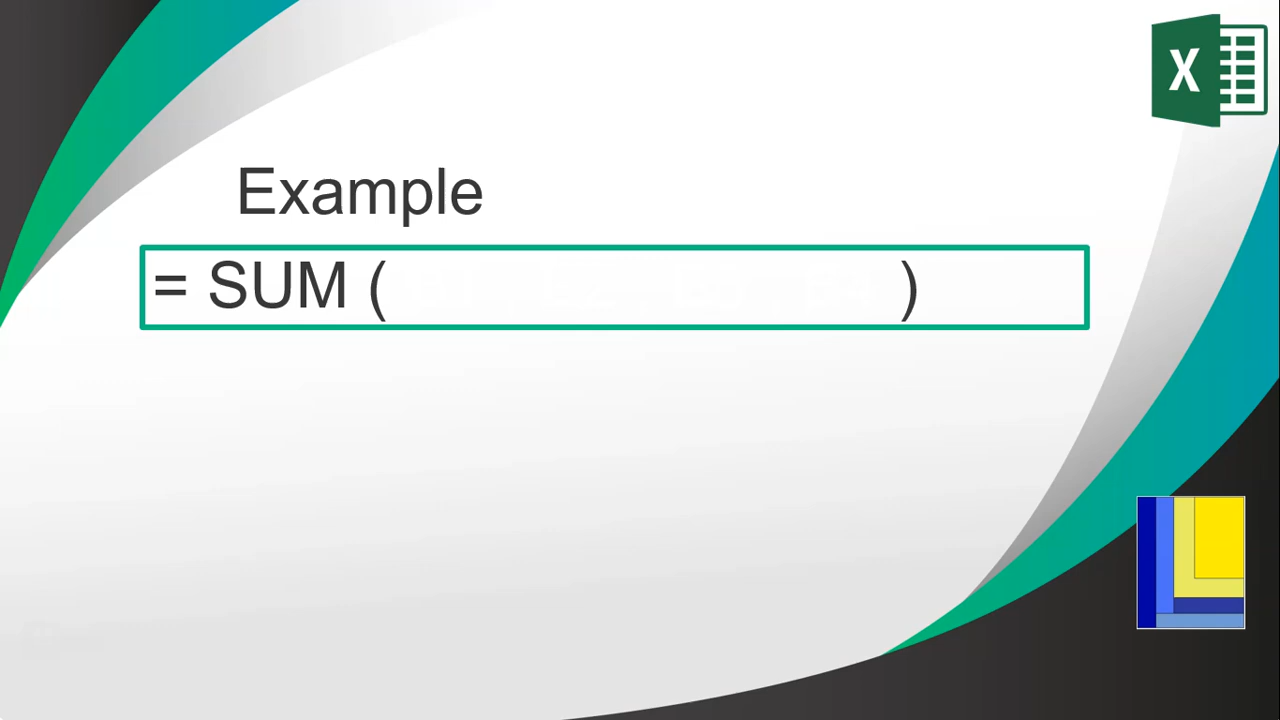 X
Example
= SUM ( )